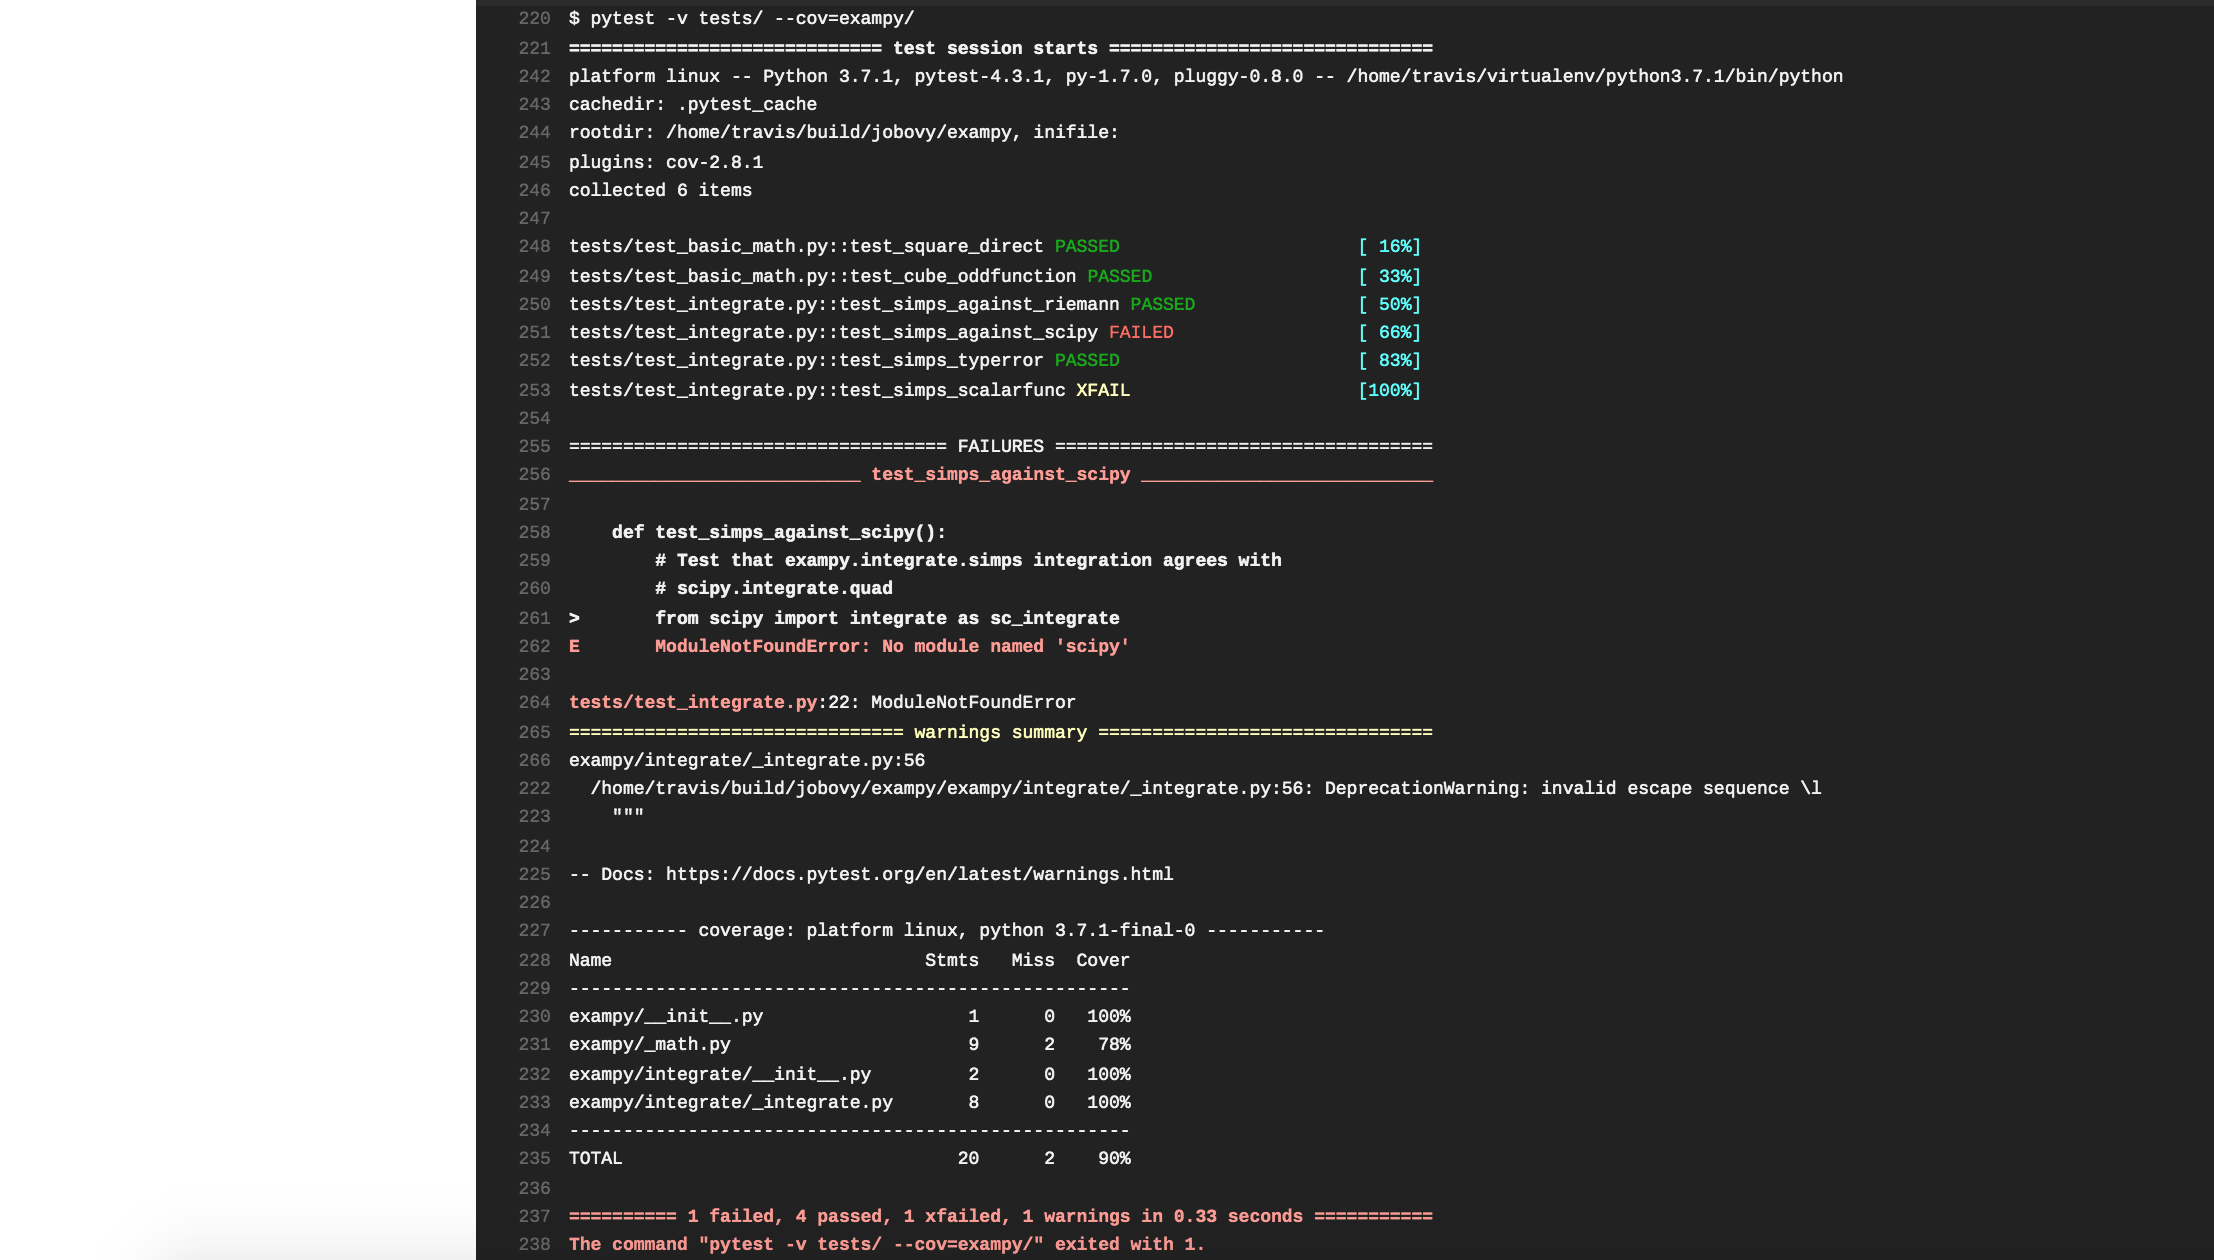 220 $ pytest -v tests/ --cov=exampy/
221 ============================= test session starts ==============================
242 platform linux -- Python 3.7.1, pytest-4.3.1, py-1.7.0, pluggy-0.8.0 -- /home/travis/virtualenv/python3.7.1/bin/python
243 cachedir: .pytest_cache
244 rootdir: /home/travis/build/jobovy/exampy, inifile:
245 plugins: cov-2.8.1
246 collected 6 items
247
248 tests/test_basic_math.py::test_square_direct PASSED                      [ 16%]
249 tests/test_basic_math.py::test_cube_oddfunction PASSED                   [ 33%]
250 tests/test_integrate.py::test_simps_against_riemann PASSED               [ 50%]
251 tests/test_integrate.py::test_simps_against_scipy FAILED                 [ 66%]
252 tests/test_integrate.py::test_simps_typerror PASSED                      [ 83%]
253 tests/test_integrate.py::test_simps_scalarfunc XFAIL                     [100%]
254
255 =================================== FAILURES ===================================
256 ___________________________ test_simps_against_scipy ___________________________
257
258     def test_simps_against_scipy():
259         # Test that exampy.integrate.simps integration agrees with
260         # scipy.integrate.quad
261 >       from scipy import integrate as sc_integrate
262 E       ModuleNotFoundError: No module named 'scipy'
263
264 tests/test_integrate.py:22: ModuleNotFoundError
265 =============================== warnings summary ===============================
266 exampy/integrate/_integrate.py:56
222   /home/travis/build/jobovy/exampy/exampy/integrate/_integrate.py:56: DeprecationWarning: invalid escape sequence \l
223     """
224
225 -- Docs: https://docs.pytest.org/en/latest/warnings.html
226
227 ----------- coverage: platform linux, python 3.7.1-final-0 -----------
228 Name                             Stmts   Miss  Cover
229 ----------------------------------------------------
230 exampy/__init__.py                   1      0   100%
231 exampy/_math.py                      9      2    78%
232 exampy/integrate/__init__.py         2      0   100%
233 exampy/integrate/_integrate.py       8      0   100%
234 ----------------------------------------------------
235 TOTAL                               20      2    90%
236
237 ========== 1 failed, 4 passed, 1 xfailed, 1 warnings in 0.33 seconds ===========
238 The command "pytest -v tests/ --cov=exampy/" exited with 1.